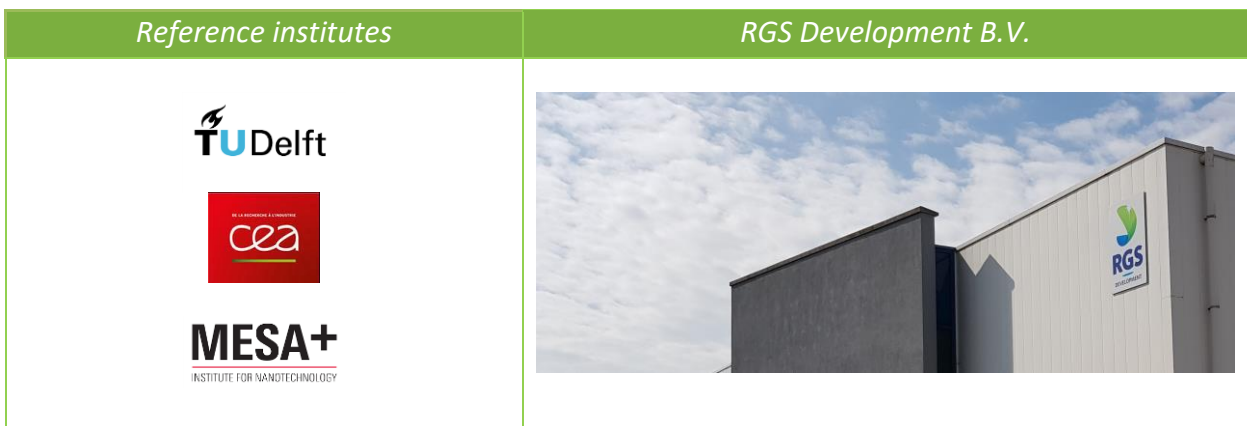 Reference institutes
RGS Development B.V.
TUDelft
DE LA RECHERCHE À L'INDUSTRIE
cea
MESA+
INSTITUTE FOR NANOTECHNOLOGY
RGS
DEVELOPMENT